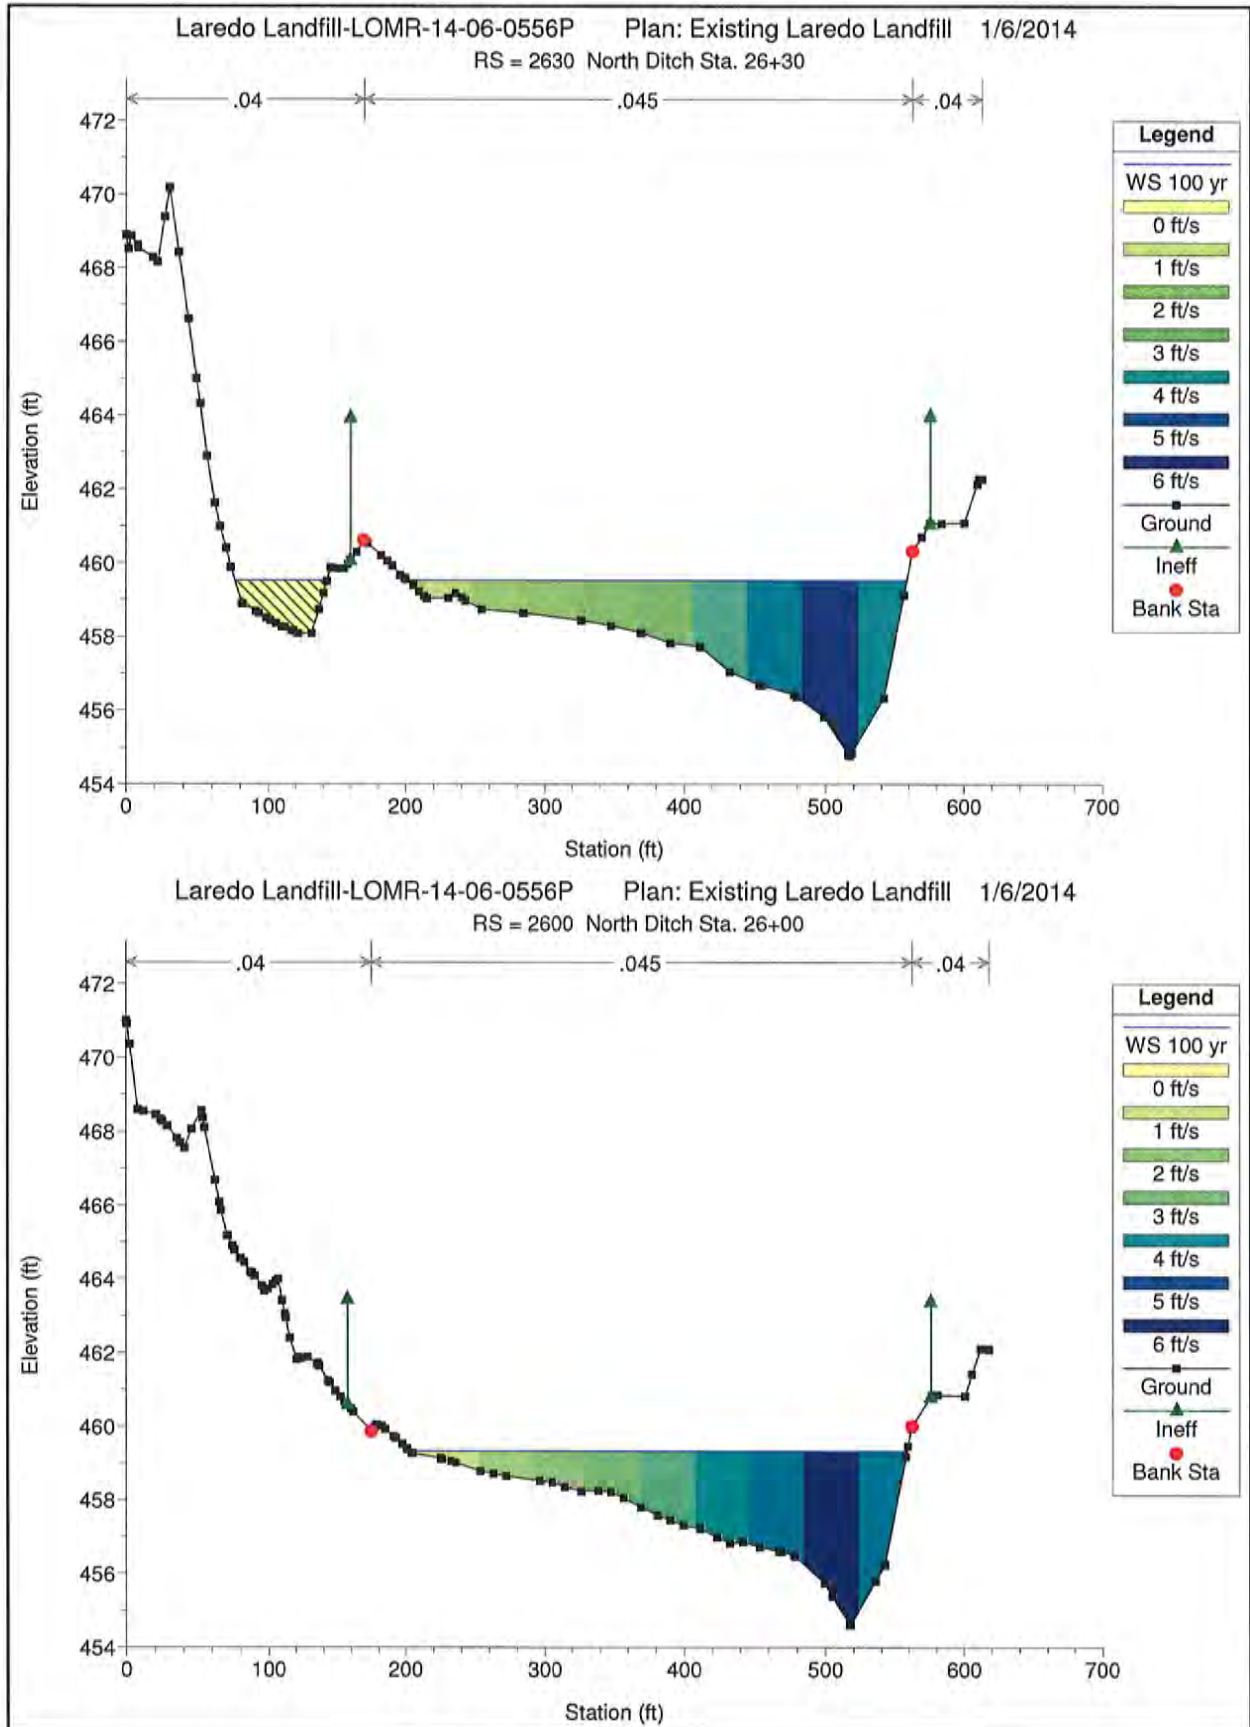 Laredo Landfill-LOMR-14-06-0556P Plan: Existing Laredo Landfill 1/6/2014
RS = 2630 North Ditch Sta. 26+30
.04 .045 .04
472
470
468
466
464
462
460
458
456
454
Elevation (ft)
0 100 200 300 400 500 600 700
Station (ft)
Legend
WS 100 yr
0 ft/s
1 ft/s
2 ft/s
3 ft/s
4 ft/s
5 ft/s
6 ft/s
Ground
Ineff
Bank Sta
Laredo Landfill-LOMR-14-06-0556P Plan: Existing Laredo Landfill 1/6/2014
RS = 2600 North Ditch Sta. 26+00
.04 .045 .04
472
470
468
466
464
462
460
458
456
454
Elevation (ft)
0 100 200 300 400 500 600 700
Station (ft)
Legend
WS 100 yr
0 ft/s
1 ft/s
2 ft/s
3 ft/s
4 ft/s
5 ft/s
6 ft/s
Ground
Ineff
Bank Sta